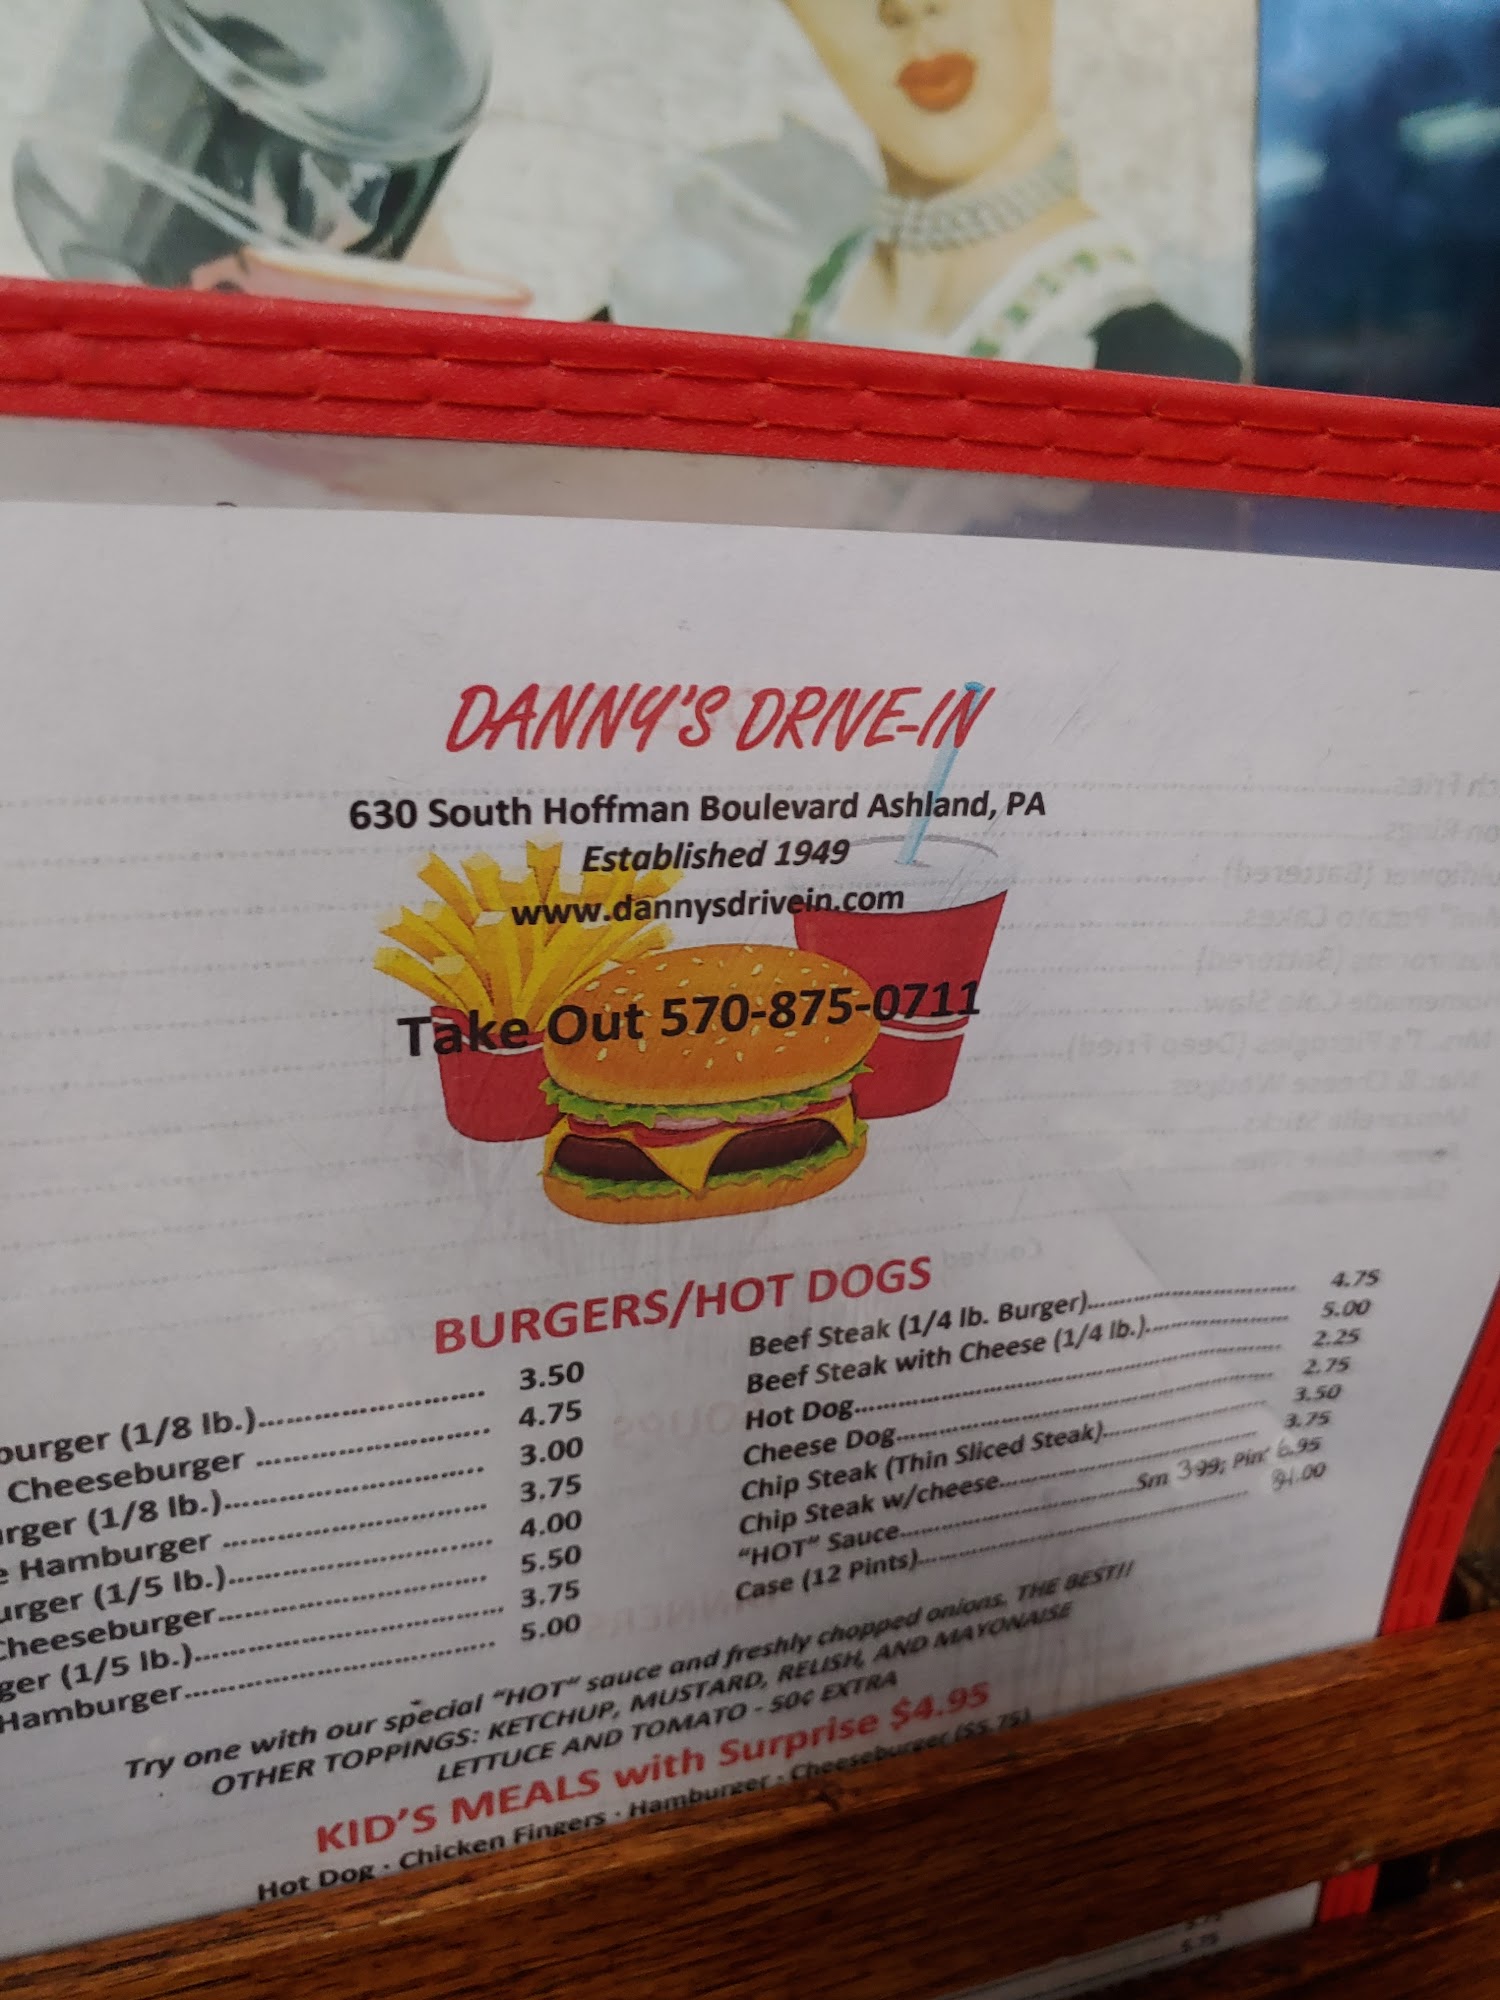 DANNY'S DRIVE-IN
630 South Hoffman Boulevard Ashland, PA
Established 1949
www.dannysdrivein.com
Take Out 570-875-0711
BURGERS/HOT DOGS
burger (1/8 lb.) 3.50
Cheeseburger 4.75
rger (1/8 lb.) 3.00
e Hamburger 3.75
urger (1/5 lb.) 4.00
Cheeseburger 5.50
ger (1/5 lb.) 3.75
Hamburger 5.00
Beef Steak (1/4 lb. Burger) 4.75
Beef Steak with Cheese (1/4 lb.) 5.00
Hot Dog 2.25
Cheese Dog 2.75
Chip Steak (Thin Sliced Steak) 3.50
Chip Steak w/cheese 3.75
"HOT" Sauce Sm 3.99; Pint 6.95
Case (12 Pints)
Try one with our special "HOT" sauce and freshly chopped onions. THE BEST!!
OTHER TOPPINGS: KETCHUP, MUSTARD, RELISH, AND MAYONAISE
LETTUCE AND TOMATO - 50¢ EXTRA
KID'S MEALS with Surprise $4.95
Hot Dog · Chicken Fingers · Hamburger · Cheeseburger ($5.75)